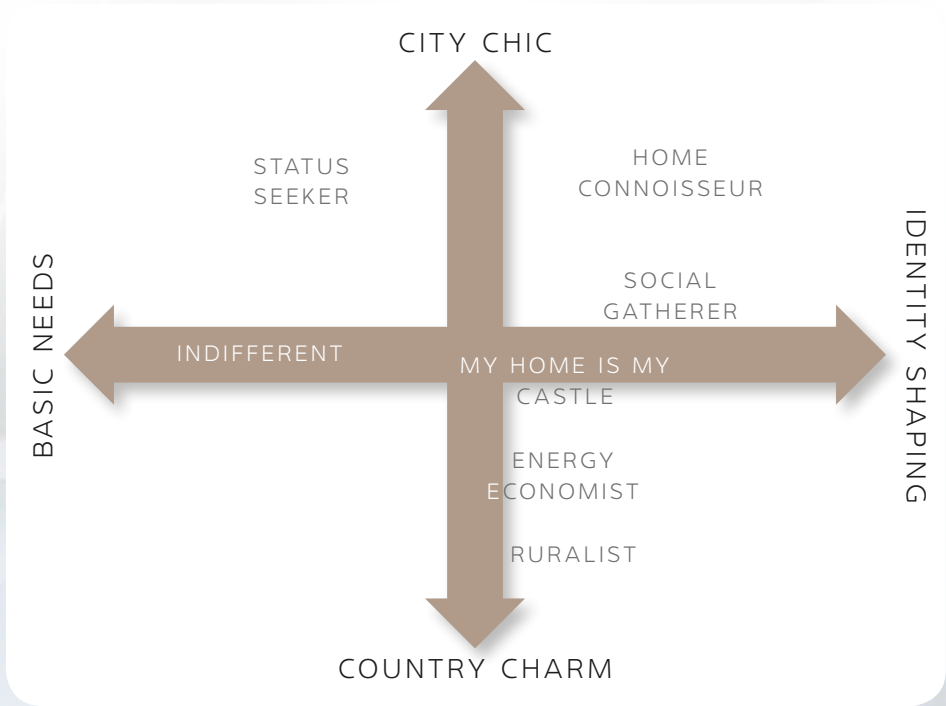 CITY CHIC
STATUS
SEEKER
HOME
CONNOISSEUR
SOCIAL
GATHERER
BASIC NEEDS
INDIFFERENT
MY HOME IS MY
CASTLE
IDENTITY SHAPING
ENERGY
ECONOMIST
RURALIST
COUNTRY CHARM